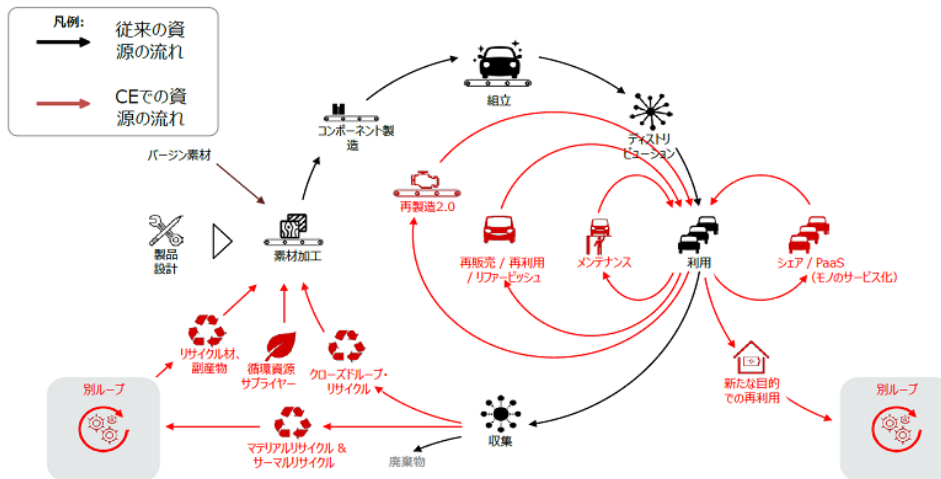 凡例:
従来の資
源の流れ
CEでの資
源の流れ
バージン素材
製品
設計
素材加工
コンポーネント製
造
組立
ディストリ
ビューション
再製造2.0
再販売 / 再利用
/ リファービッシュ
メンテナンス
利用
シェア / PaaS
（モノのサービス化）
リサイクル材、
副産物
循環資源
サプライヤー
クローズドループ・
リサイクル
新たな目的
での再利用
別ループ
マテリアルリサイクル ＆
サーマルリサイクル
収集
廃棄物
別ループ